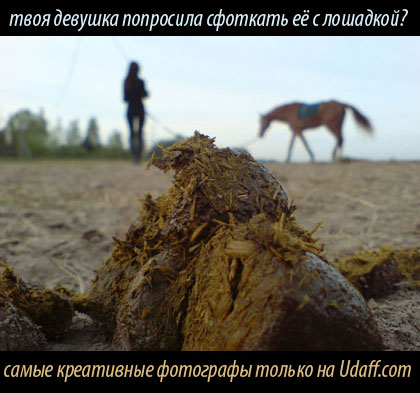 твоя девушка попросила сфоткать её с лошадкой?
самые креативные фотографы только на Udaff.com